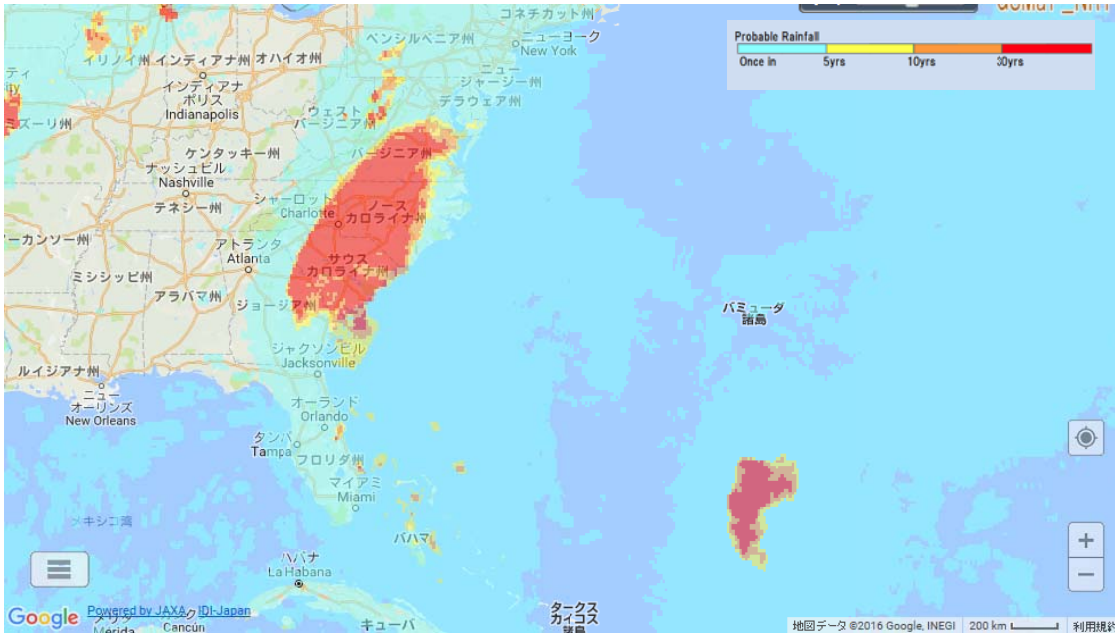 コネチカット州
ニューヨーク
New York
ペンシルベニア州
ニュー
ジャージー州
デラウェア州
イリノイ州
インディアナ州
オハイオ州
インディアナ
ポリス
Indianapolis
ウェスト
バージニア州
ミズーリ州
ケンタッキー州
バージニア州
ナッシュビル
Nashville
テネシー州
シャーロット
Charlotte
ノース
カロライナ州
アーカンソー州
アトランタ
Atlanta
サウス
カロライナ州
ミシシッピ州
アラバマ州
ジョージア州
ジャクソンビル
Jacksonville
ルイジアナ州
ニュー
オーリンズ
New Orleans
オーランド
Orlando
タンパ
Tampa
フロリダ州
マイアミ
Miami
メキシコ湾
バハマ
ハバナ
La Habana
キューバ
メリダ
Mérida
Cancún
タークス
カイコス
諸島
バミューダ
諸島
Probable Rainfall
Once in 5yrs 10yrs 30yrs
Google
Powered by JAXA, IDI-Japan
地図データ ©2016 Google, INEGI 200 km 利用規約